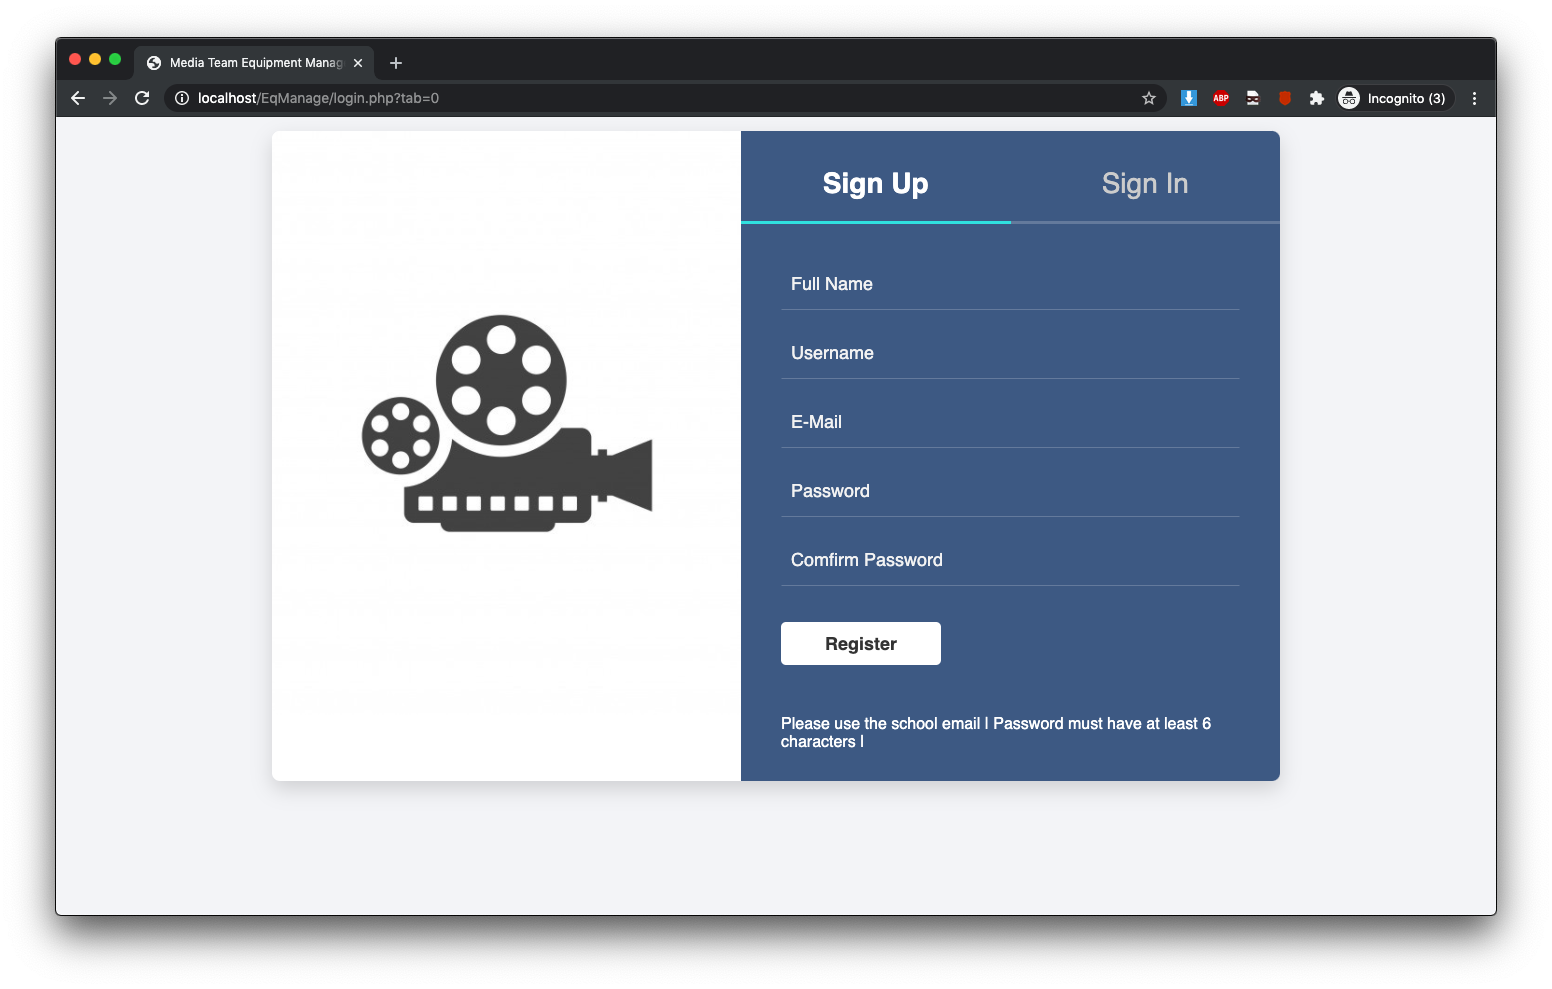 Media Team Equipment Manag
localhost/EqManage/login.php?tab=0
ABP
Incognito (3)
Sign Up
Sign In
Full Name
Username
E-Mail
Password
Comfirm Password
Register
Please use the school email | Password must have at least 6
characters |